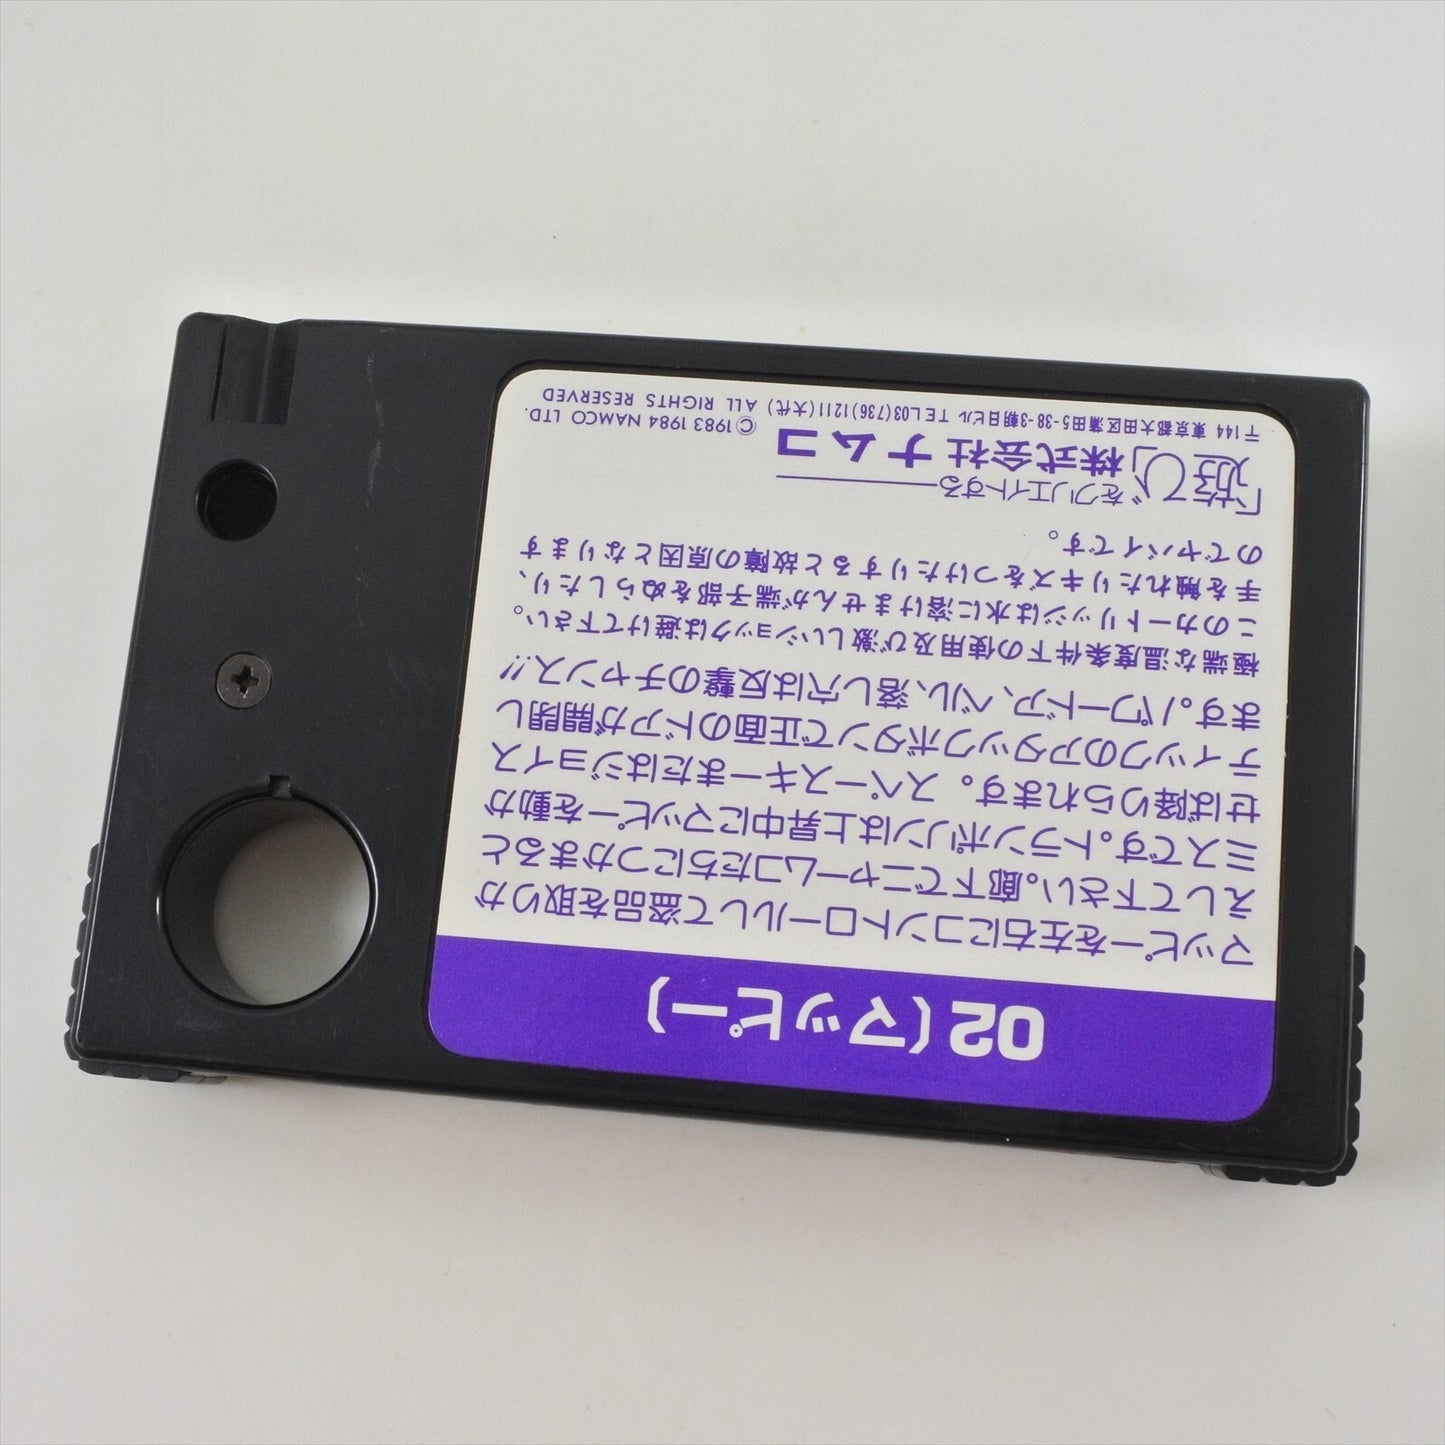 02(マッピー)
マッピーを左右にコントロールして盗品を取りか
えして下さい。廊下でニャームコたちにつかまると
ミスです。トランポリンは上昇中にマッピーを動か
せば降りられます。スペースキーまたはジョイス
ティックのアタックボタンで正面のドアが開閉し
ます。パワードア、ベル、落し穴は反撃のチャンス!!
極端な温度条件下の使用及び激しいショックは避けて下さい。
このカートリッジは水に溶けませんが端子部をぬらしたり、
手を触れたりキズをつけたりすると故障の原因となります
のでヤバイです。
「遊び」をクリエイトする
株式会社ナムコ
〒144 東京都大田区蒲田5-38-3朝日ビル TEL03(736)1211(大代)
©1983 1984 NAMCO LTD.
ALL RIGHTS RESERVED